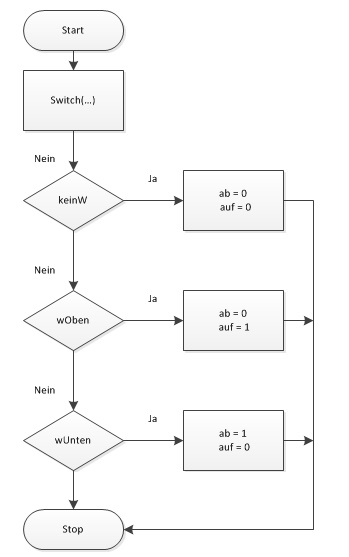 Start
Switch(...)
Nein
keinW
Ja
ab = 0
auf = 0
Nein
wOben
Ja
ab = 0
auf = 1
Nein
wUnten
Ja
ab = 1
auf = 0
Stop